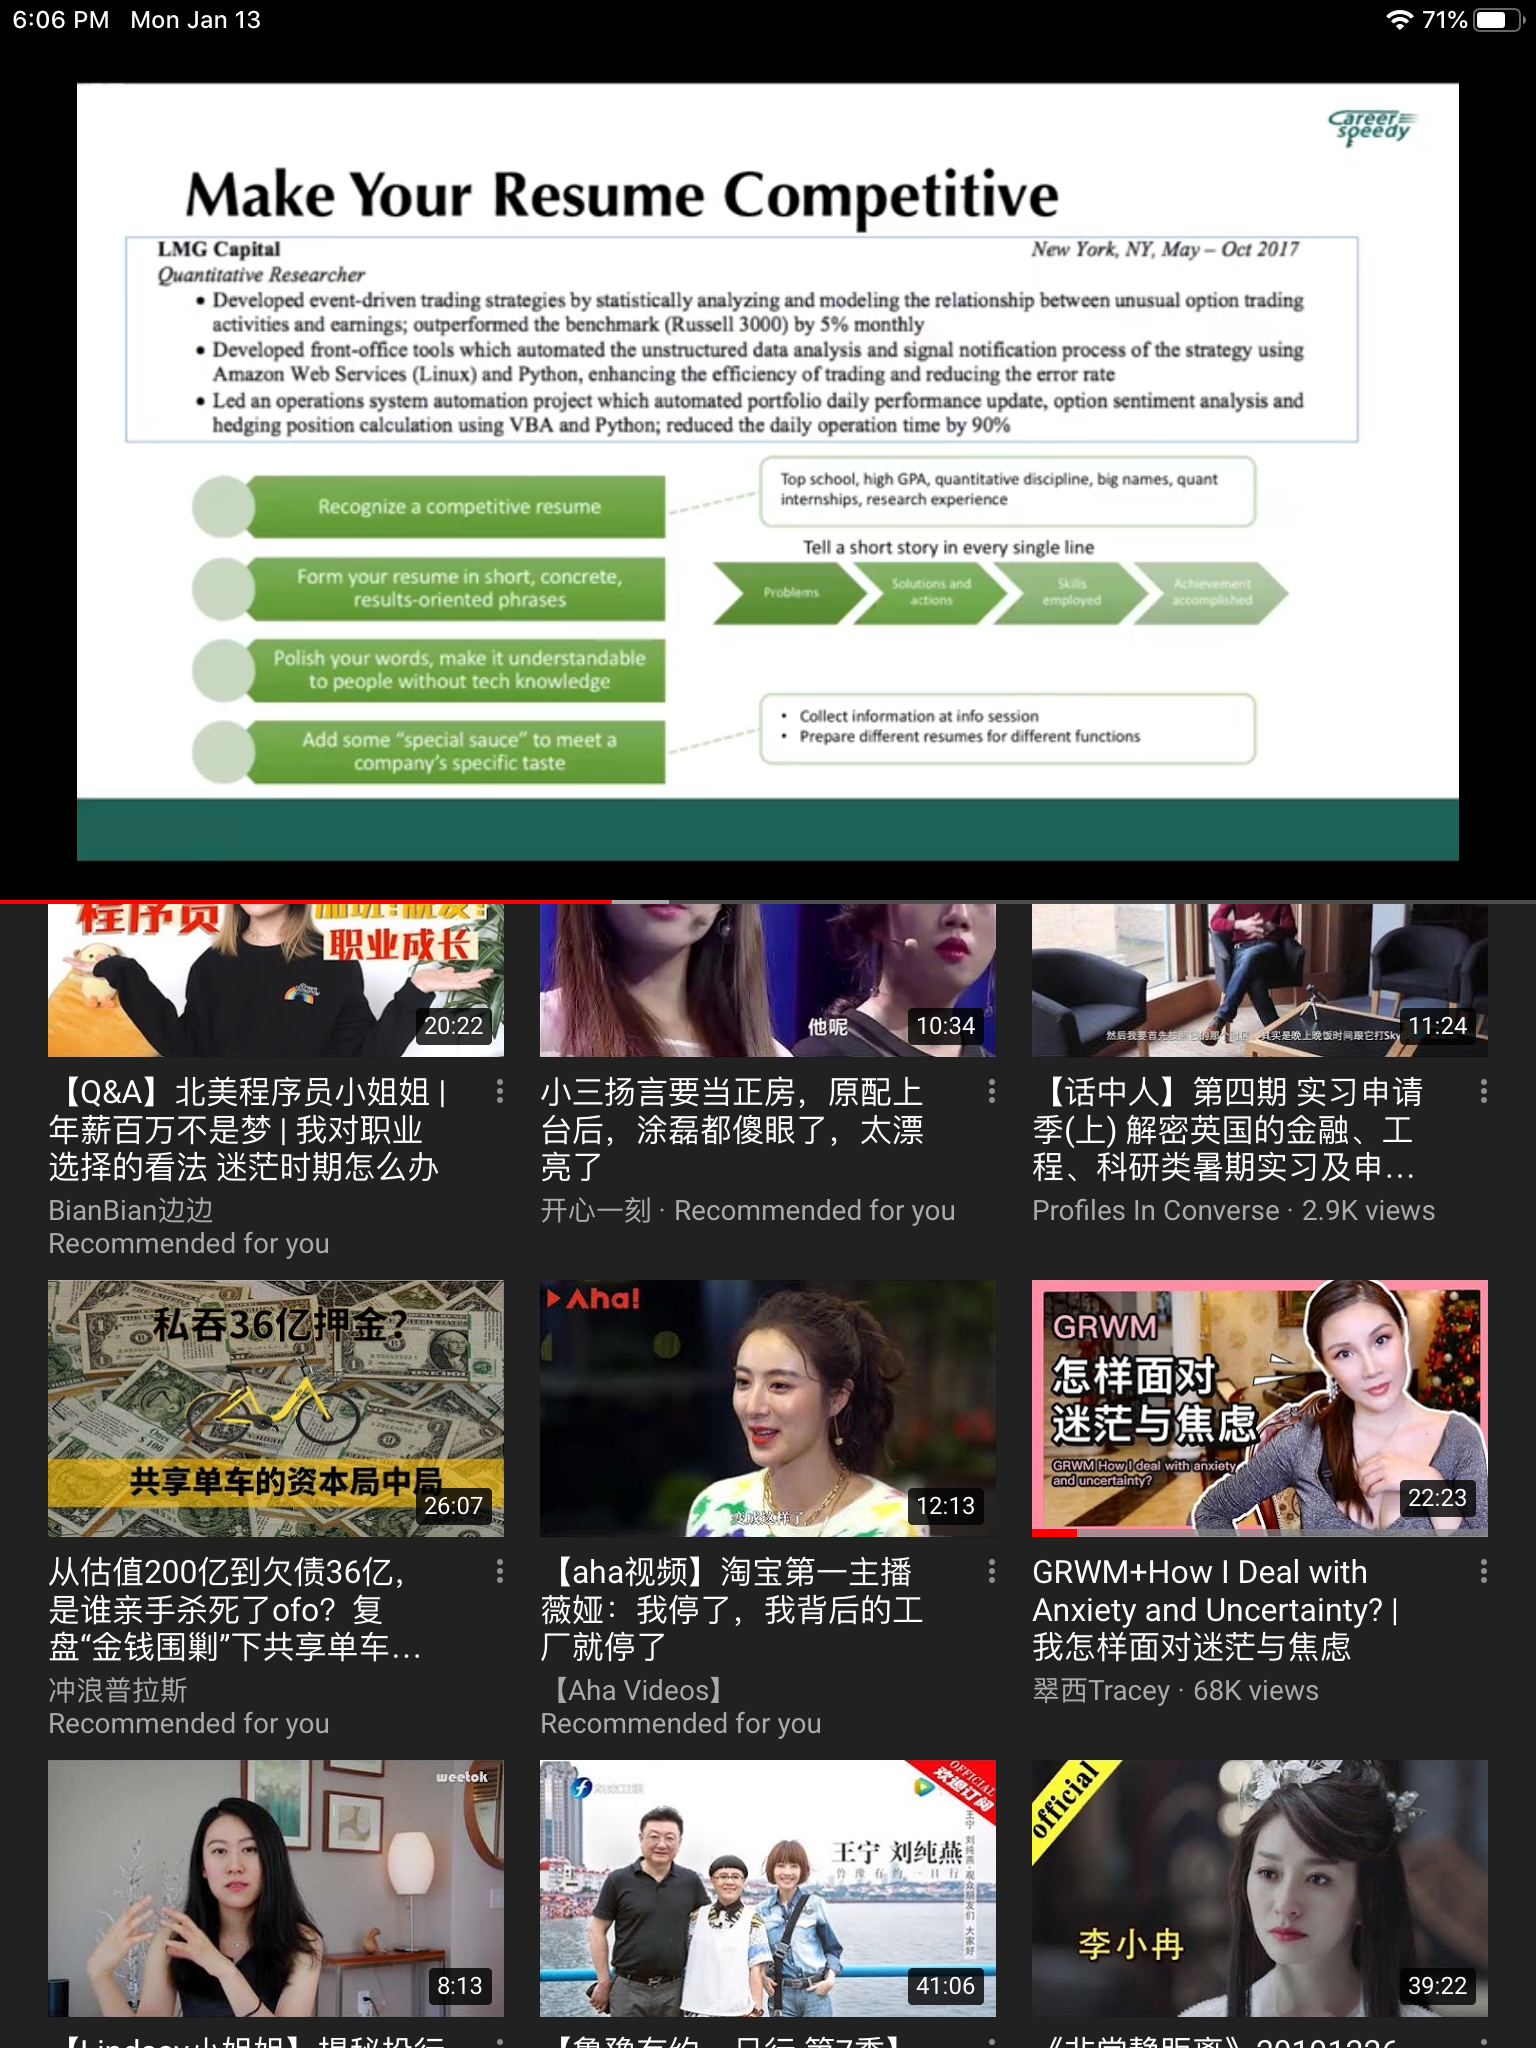 6:06 PM Mon Jan 13
71%
Career speedy
Make Your Resume Competitive
LMG Capital
New York, NY, May – Oct 2017
Quantitative Researcher
• Developed event-driven trading strategies by statistically analyzing and modeling the relationship between unusual option trading
activities and earnings; outperformed the benchmark (Russell 3000) by 5% monthly
• Developed front-office tools which automated the unstructured data analysis and signal notification process of the strategy using
Amazon Web Services (Linux) and Python, enhancing the efficiency of trading and reducing the error rate
• Led an operations system automation project which automated portfolio daily performance update, option sentiment analysis and
hedging position calculation using VBA and Python; reduced the daily operation time by 90%
Recognize a competitive resume
Top school, high GPA, quantitative discipline, big names, quant
internships, research experience
Form your resume in short, concrete,
results-oriented phrases
Tell a short story in every single line
Problems
Solutions and
actions
Skills
employed
Achievement
accomplished
Polish your words, make it understandable
to people without tech knowledge
Add some “special sauce” to meet a
company's specific taste
• Collect information at info session
• Prepare different resumes for different functions
程序员
职业成长
20:22
他呢
10:34
11:24
【Q&A】北美程序员小姐姐 |
年薪百万不是梦 | 我对职业
选择的看法 迷茫时期怎么办
BianBian边边
Recommended for you
小三扬言要当正房，原配上
台后，涂磊都傻眼了，太漂
亮了
开心一刻 · Recommended for you
【话中人】第四期 实习申请
季(上) 解密英国的金融、工
程、科研类暑期实习及申...
Profiles In Converse · 2.9K views
私吞36亿押金？
共享单车的资本局中局
26:07
Aha!
变成这样了
12:13
GRWM
怎样面对
迷茫与焦虑
GRWM How I deal with anxiety
and uncertainty?
22:23
从估值200亿到欠债36亿，
是谁亲手杀死了ofo？复
盘“金钱围剿”下共享单车...
冲浪普拉斯
Recommended for you
【aha视频】淘宝第一主播
薇娅：我停了，我背后的工
厂就停了
【Aha Videos】
Recommended for you
GRWM+How I Deal with
Anxiety and Uncertainty? |
我怎样面对迷茫与焦虑
翠西Tracey · 68K views
weetok
8:13
OFFICIAL
欢迎订阅
王宁 刘纯燕
鲁豫有约一日行
41:06
official
李小冉
39:22